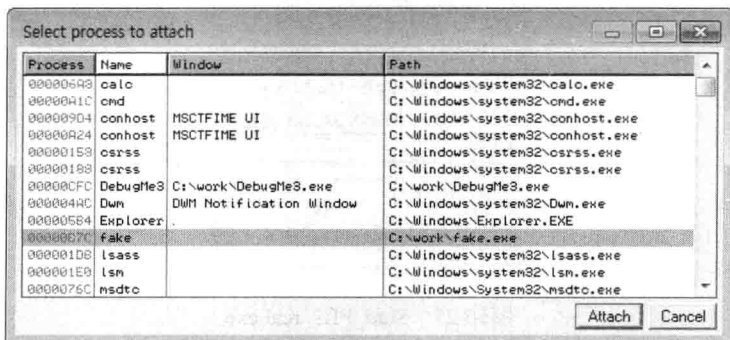 Select process to attach
Process Name Window Path
000006A8 calc C:\Windows\system32\calc.exe
00000A1C cmd C:\Windows\system32\cmd.exe
000009D4 conhost MSCTFIME UI C:\Windows\system32\conhost.exe
00000A24 conhost MSCTFIME UI C:\Windows\system32\conhost.exe
csrss C:\Windows\system32\csrss.exe
csrss C:\Windows\system32\csrss.exe
00000CFC DebugMe3 C:\work\DebugMe3.exe C:\work\DebugMe3.exe
000004AC Dwm DWM Notification Window C:\Windows\system32\Dwm.exe
000005B4 Explorer C:\Windows\Explorer.EXE
fake C:\work\fake.exe
000001D8 lsass C:\Windows\system32\lsass.exe
000001E0 lsm C:\Windows\system32\lsm.exe
0000076C msdtc C:\Windows\System32\msdtc.exe
Attach Cancel